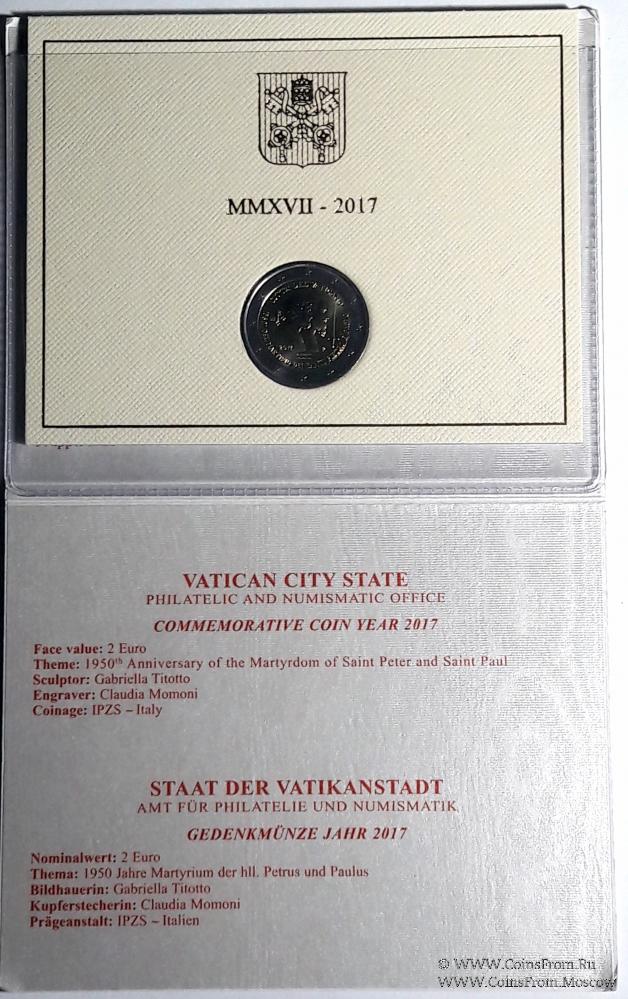 MMXVII - 2017
2017
VATICAN CITY STATE
PHILATELIC AND NUMISMATIC OFFICE
COMMEMORATIVE COIN YEAR 2017
Face value: 2 Euro
Theme: 1950th Anniversary of the Martyrdom of Saint Peter and Saint Paul
Sculptor: Gabriella Titotto
Engraver: Claudia Momoni
Coinage: IPZS – Italy
STAAT DER VATIKANSTADT
AMT FÜR PHILATELIE UND NUMISMATIK
GEDENKMÜNZE JAHR 2017
Nominalwert: 2 Euro
Thema: 1950 Jahre Martyrium der hll. Petrus und Paulus
Bildhauerin: Gabriella Titotto
Kupferstecherin: Claudia Momoni
Prägeanstalt: IPZS – Italien
© WWW.CoinsFrom.Ru
WWW.CoinsFrom.Moscow